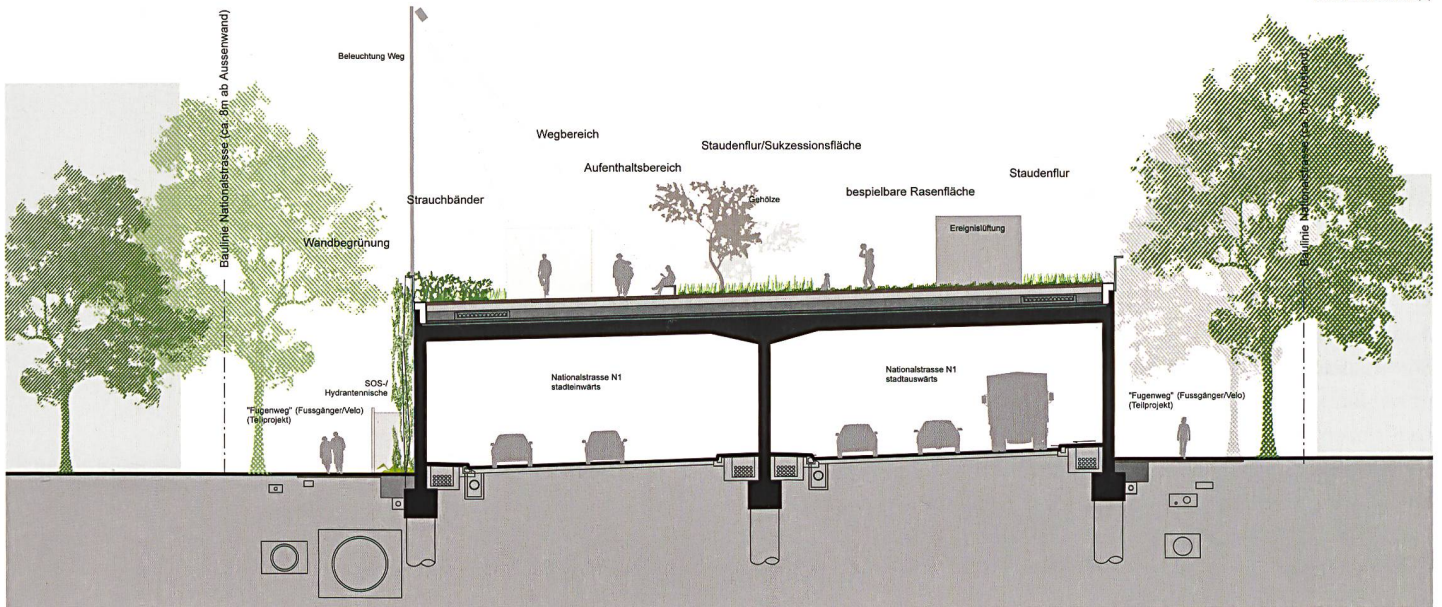 Baulinie Nationalstrasse (ca. 8m ab Aussenwand)
Beleuchtung Weg
Wegbereich
Aufenthaltsbereich
Staudenflur/Sukzessionsfläche
Staudenflur
bespielbare Rasenfläche
Gehölze
Strauchbänder
Ereignislüftung
Wandbegrünung
SOS-/
Hydrantennische
"Fugenweg" (Fussgänger/Velo)
(Teilprojekt)
Nationalstrasse N1
stadteinwärts
Nationalstrasse N1
stadtauswärts
"Fugenweg" (Fussgänger/Velo)
(Teilprojekt)
Baulinie Nationalstrasse (ca.